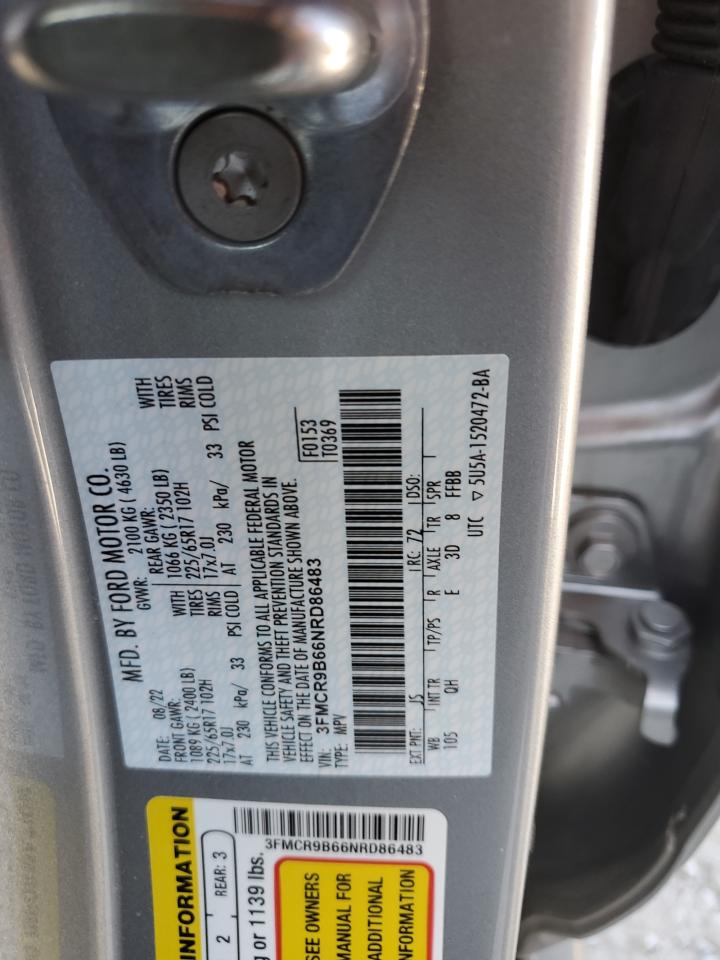 MFD. BY FORD MOTOR CO.
DATE: 08/22 GVWR: 2100 KG ( 4630 LB)
FRONT GAWR: REAR GAWR:
1089 KG ( 2400 LB) WITH 1066 KG ( 2350 LB) WITH
225/65R17 102H TIRES 225/65R17 102H TIRES
17x7.0J RIMS 17x7.0J RIMS
AT 230 kPa/ 33 PSI COLD AT 230 kPa/ 33 PSI COLD
THIS VEHICLE CONFORMS TO ALL APPLICABLE FEDERAL MOTOR
VEHICLE SAFETY AND THEFT PREVENTION STANDARDS IN
EFFECT ON THE DATE OF MANUFACTURE SHOWN ABOVE.
VIN: 3FMCR9B66NRD86483 F0153
TYPE: MPV T0369
EXT PNT: JS RC: 72 DSO:
WB INT TR TP/PS R AXLE TR SPR
105 QH E 3D 8 FFBB
UTC ▽ 5U5A-1520472-BA
INFORMATION
2 REAR: 3
g or 1139 lbs.
3FMCR9B66NRD86483
SEE OWNERS
MANUAL FOR
ADDITIONAL
INFORMATION